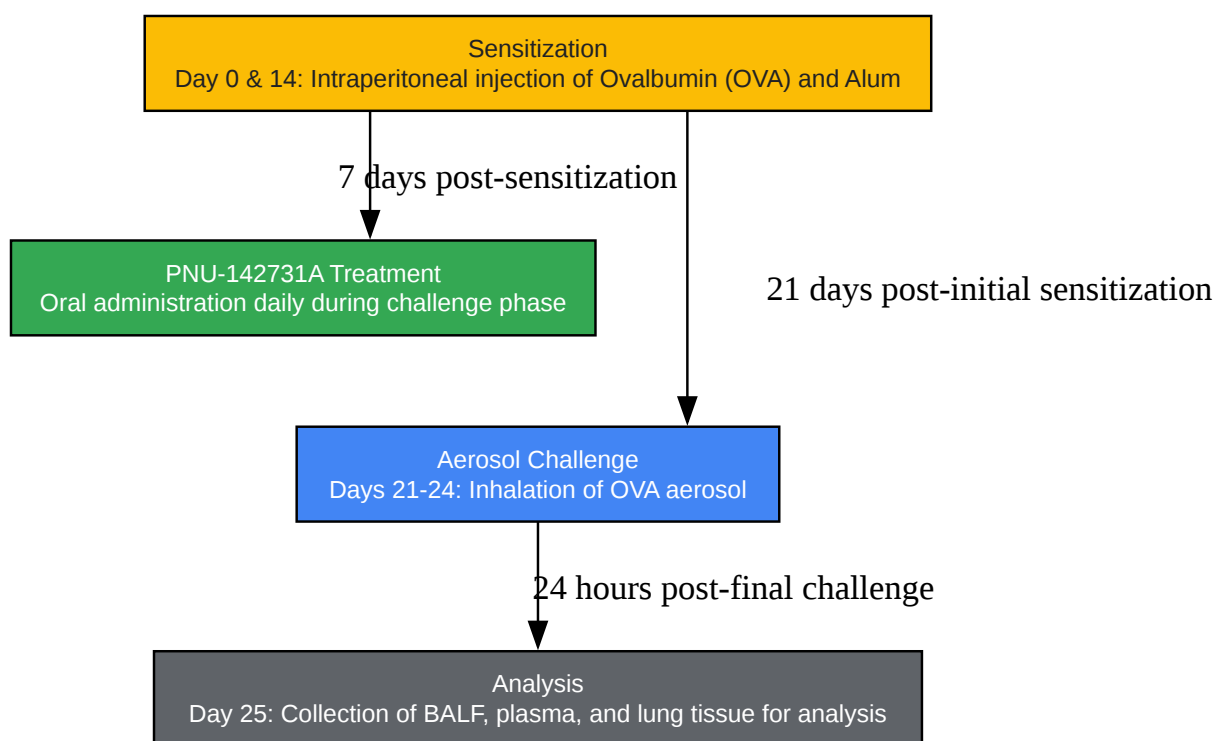 Sensitization
Day 0 & 14: Intraperitoneal injection of Ovalbumin (OVA) and Alum
7 days post-sensitization
PNU-142731A Treatment
Oral administration daily during challenge phase
21 days post-initial sensitization
Aerosol Challenge
Days 21-24: Inhalation of OVA aerosol
24 hours post-final challenge
Analysis
Day 25: Collection of BALF, plasma, and lung tissue for analysis